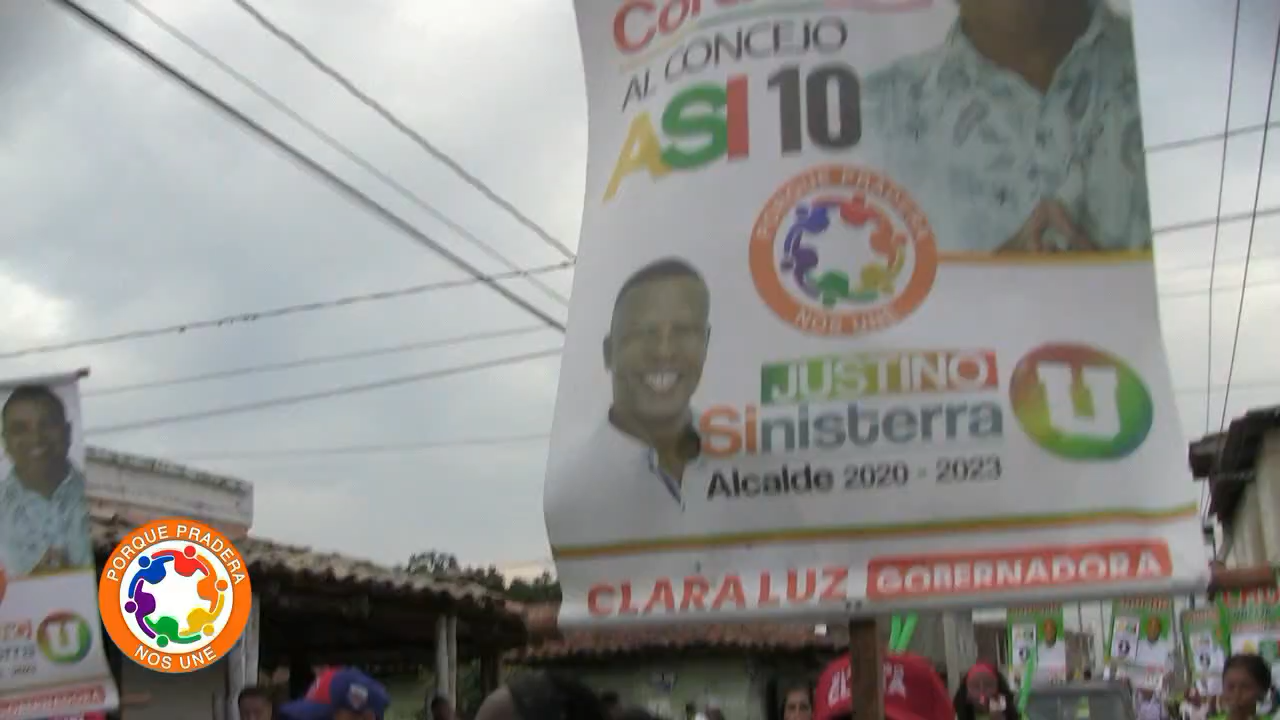 AL CONCEJO
ASI 10
PORQUE PRADERA
NOS UNE
JUSTINO
Sinisterra
U
Alcalde 2020 - 2023
CLARA LUZ GOBERNADORA
U
PORQUE PRADERA
NOS UNE